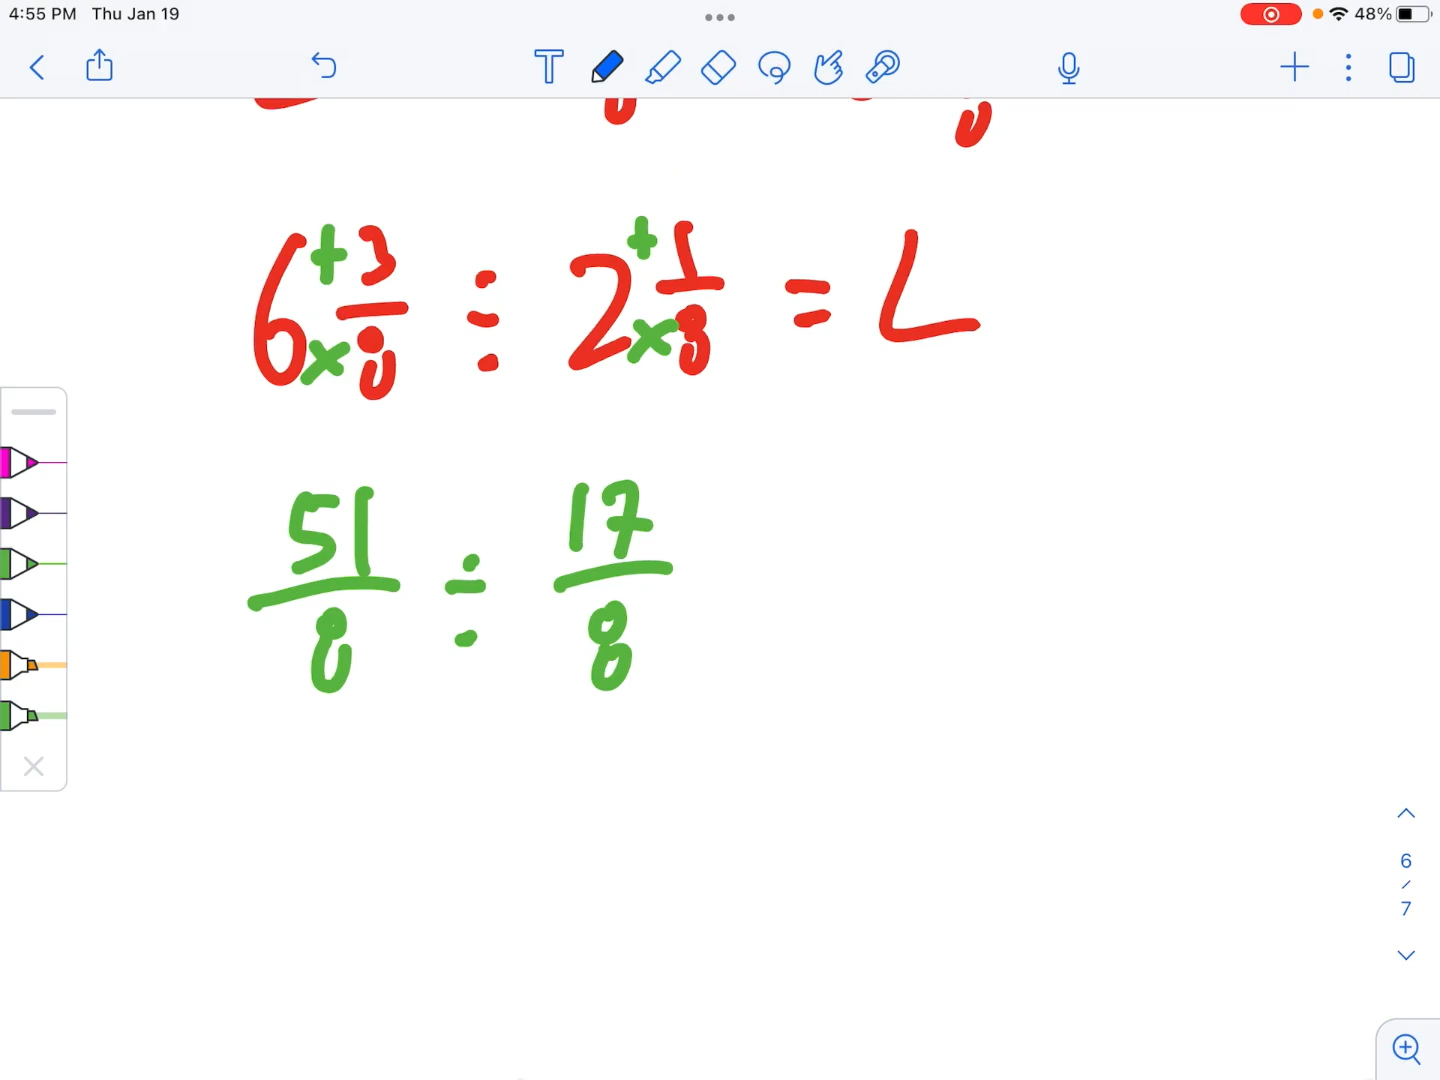 4:55 PM Thu Jan 19
48%
T
6 + 3/8 x ÷ 2 + 1/8 x = L
51/8 ÷ 17/8
6
/
7